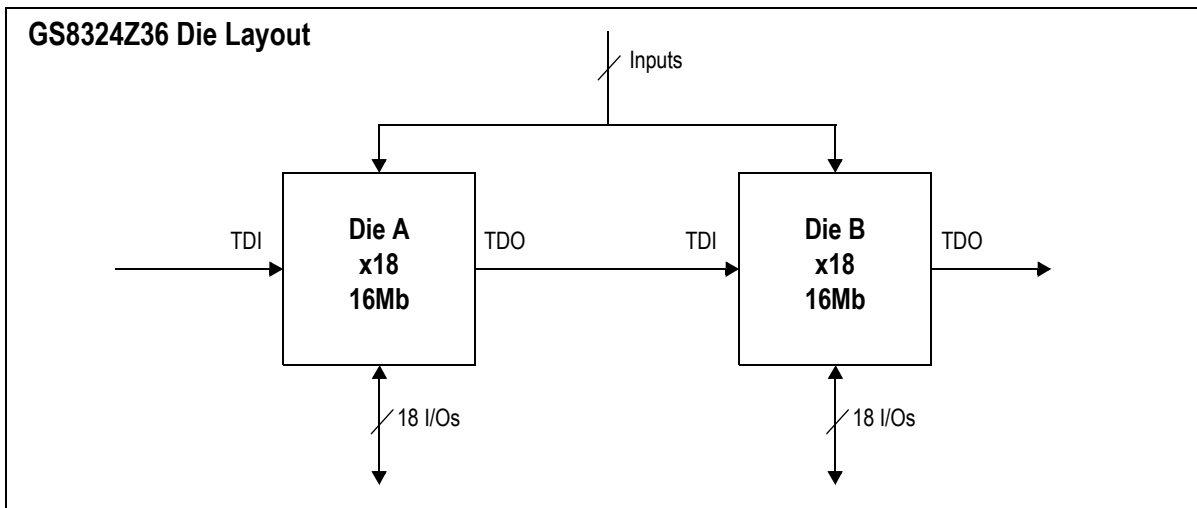 GS8324Z36 Die Layout
Inputs
TDI
Die A
x18
16Mb
TDO
TDI
Die B
x18
16Mb
TDO
18 I/Os
18 I/Os